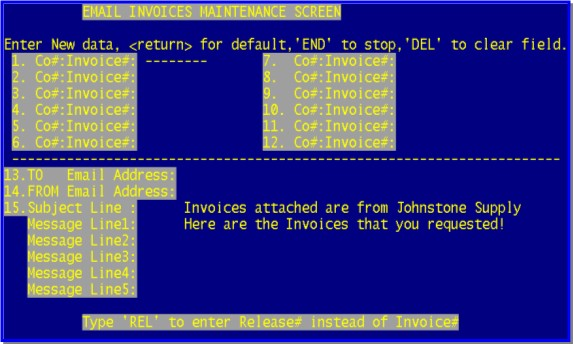 EMAIL INVOICES MAINTENANCE SCREEN
Enter New data, <return> for default,'END' to stop,'DEL' to clear field.
1. Co#:Invoice#: -------- 7. Co#:Invoice#:
2. Co#:Invoice#: 8. Co#:Invoice#:
3. Co#:Invoice#: 9. Co#:Invoice#:
4. Co#:Invoice#: 10. Co#:Invoice#:
5. Co#:Invoice#: 11. Co#:Invoice#:
6. Co#:Invoice#: 12. Co#:Invoice#:
----------------------------------------------------------------------
13.TO Email Address:
14.FROM Email Address:
15.Subject Line : Invoices attached are from Johnstone Supply
Message Line1: Here are the Invoices that you requested!
Message Line2:
Message Line3:
Message Line4:
Message Line5:
Type 'REL' to enter Release# instead of Invoice#